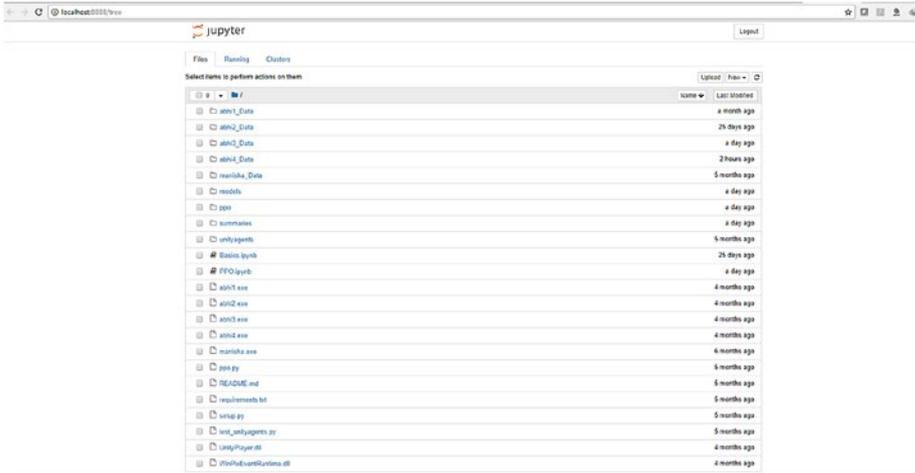 localhost:8888/tree
jupyter
Logout
Files Running Clusters
Select items to perform actions on them
Upload New
0 / Name Last Modified
abhi1_Data a month ago
abhi2_Data 26 days ago
abhi3_Data a day ago
abhi4_Data 2 hours ago
manisha_Data 5 months ago
models a day ago
ppo a day ago
summaries a day ago
unityagents 5 months ago
Basics.ipynb 26 days ago
PPO.ipynb a day ago
abhi1.exe 4 months ago
abhi2.exe 4 months ago
abhi3.exe 4 months ago
abhi4.exe 4 months ago
manisha.exe 6 months ago
ppo.py 5 months ago
README.md 5 months ago
requirements.txt 5 months ago
setup.py 5 months ago
test_unityagents.py 5 months ago
UnityPlayer.dll 4 months ago
WinPixEventRuntime.dll 4 months ago